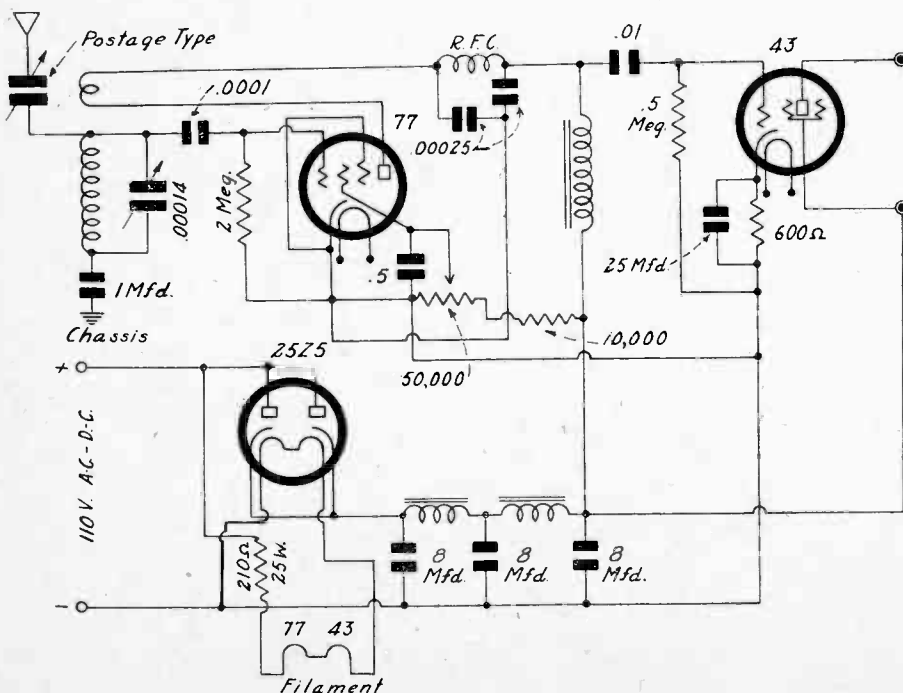 Postage Type
R.F.C.
.01
43
.0001
77
.00025
.5
Meg.
2 Meg.
.00014
600Ω
25 Mfd.
.5
1 Mfd.
Chassis
10,000
50,000
25Z5
+
110 V. A-C.-D-C.
210Ω
25 W.
8
Mfd.
8
Mfd.
8
Mfd.
-
77 43
Filament